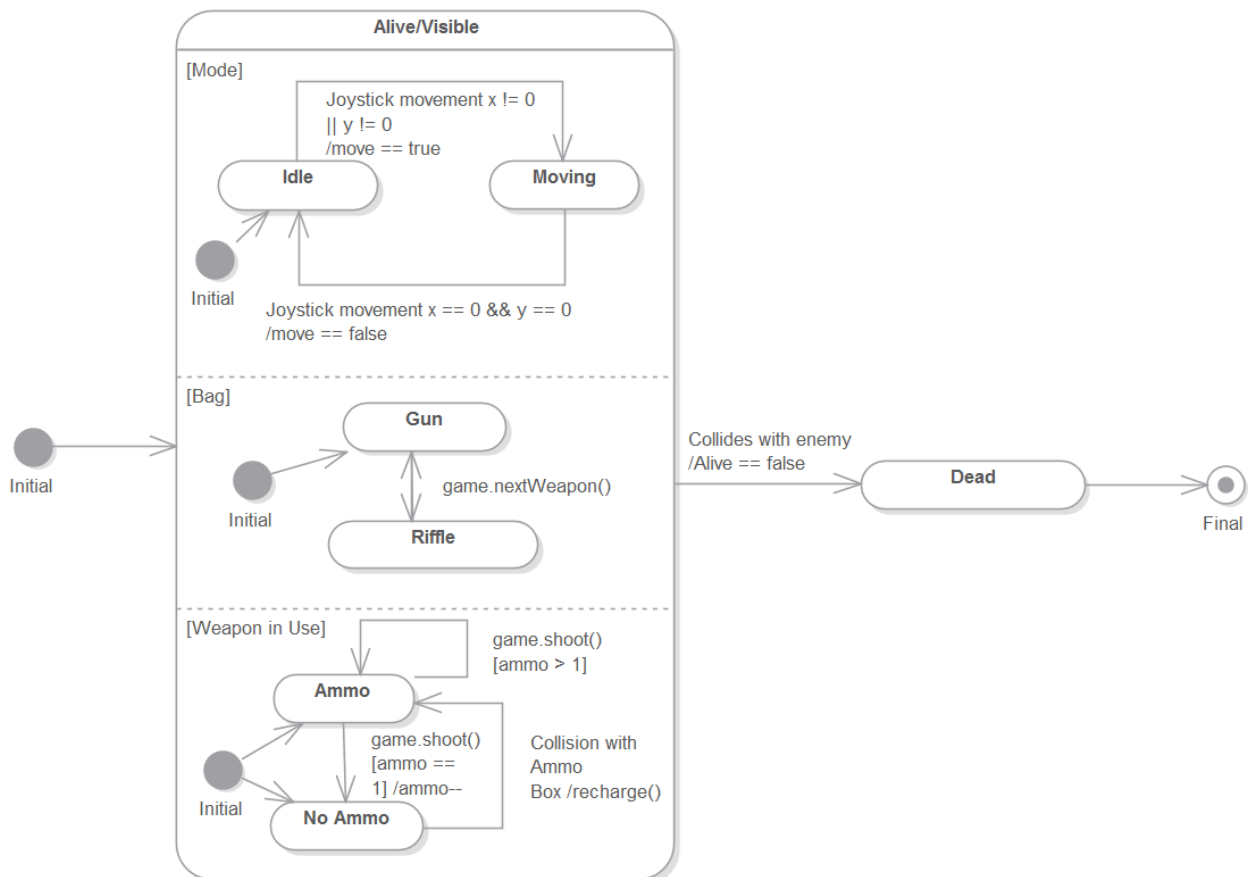 Alive/Visible
[Mode]
Joystick movement x != 0
|| y != 0
/move == true
Idle
Moving
Initial
Joystick movement x == 0 && y == 0
/move == false
[Bag]
Gun
Initial
game.nextWeapon()
Riffle
Initial
Collides with enemy
/Alive == false
Dead
Final
[Weapon in Use]
game.shoot()
[ammo > 1]
Ammo
game.shoot()
[ammo ==
1] /ammo--
Collision with
Ammo
Box /recharge()
Initial
No Ammo